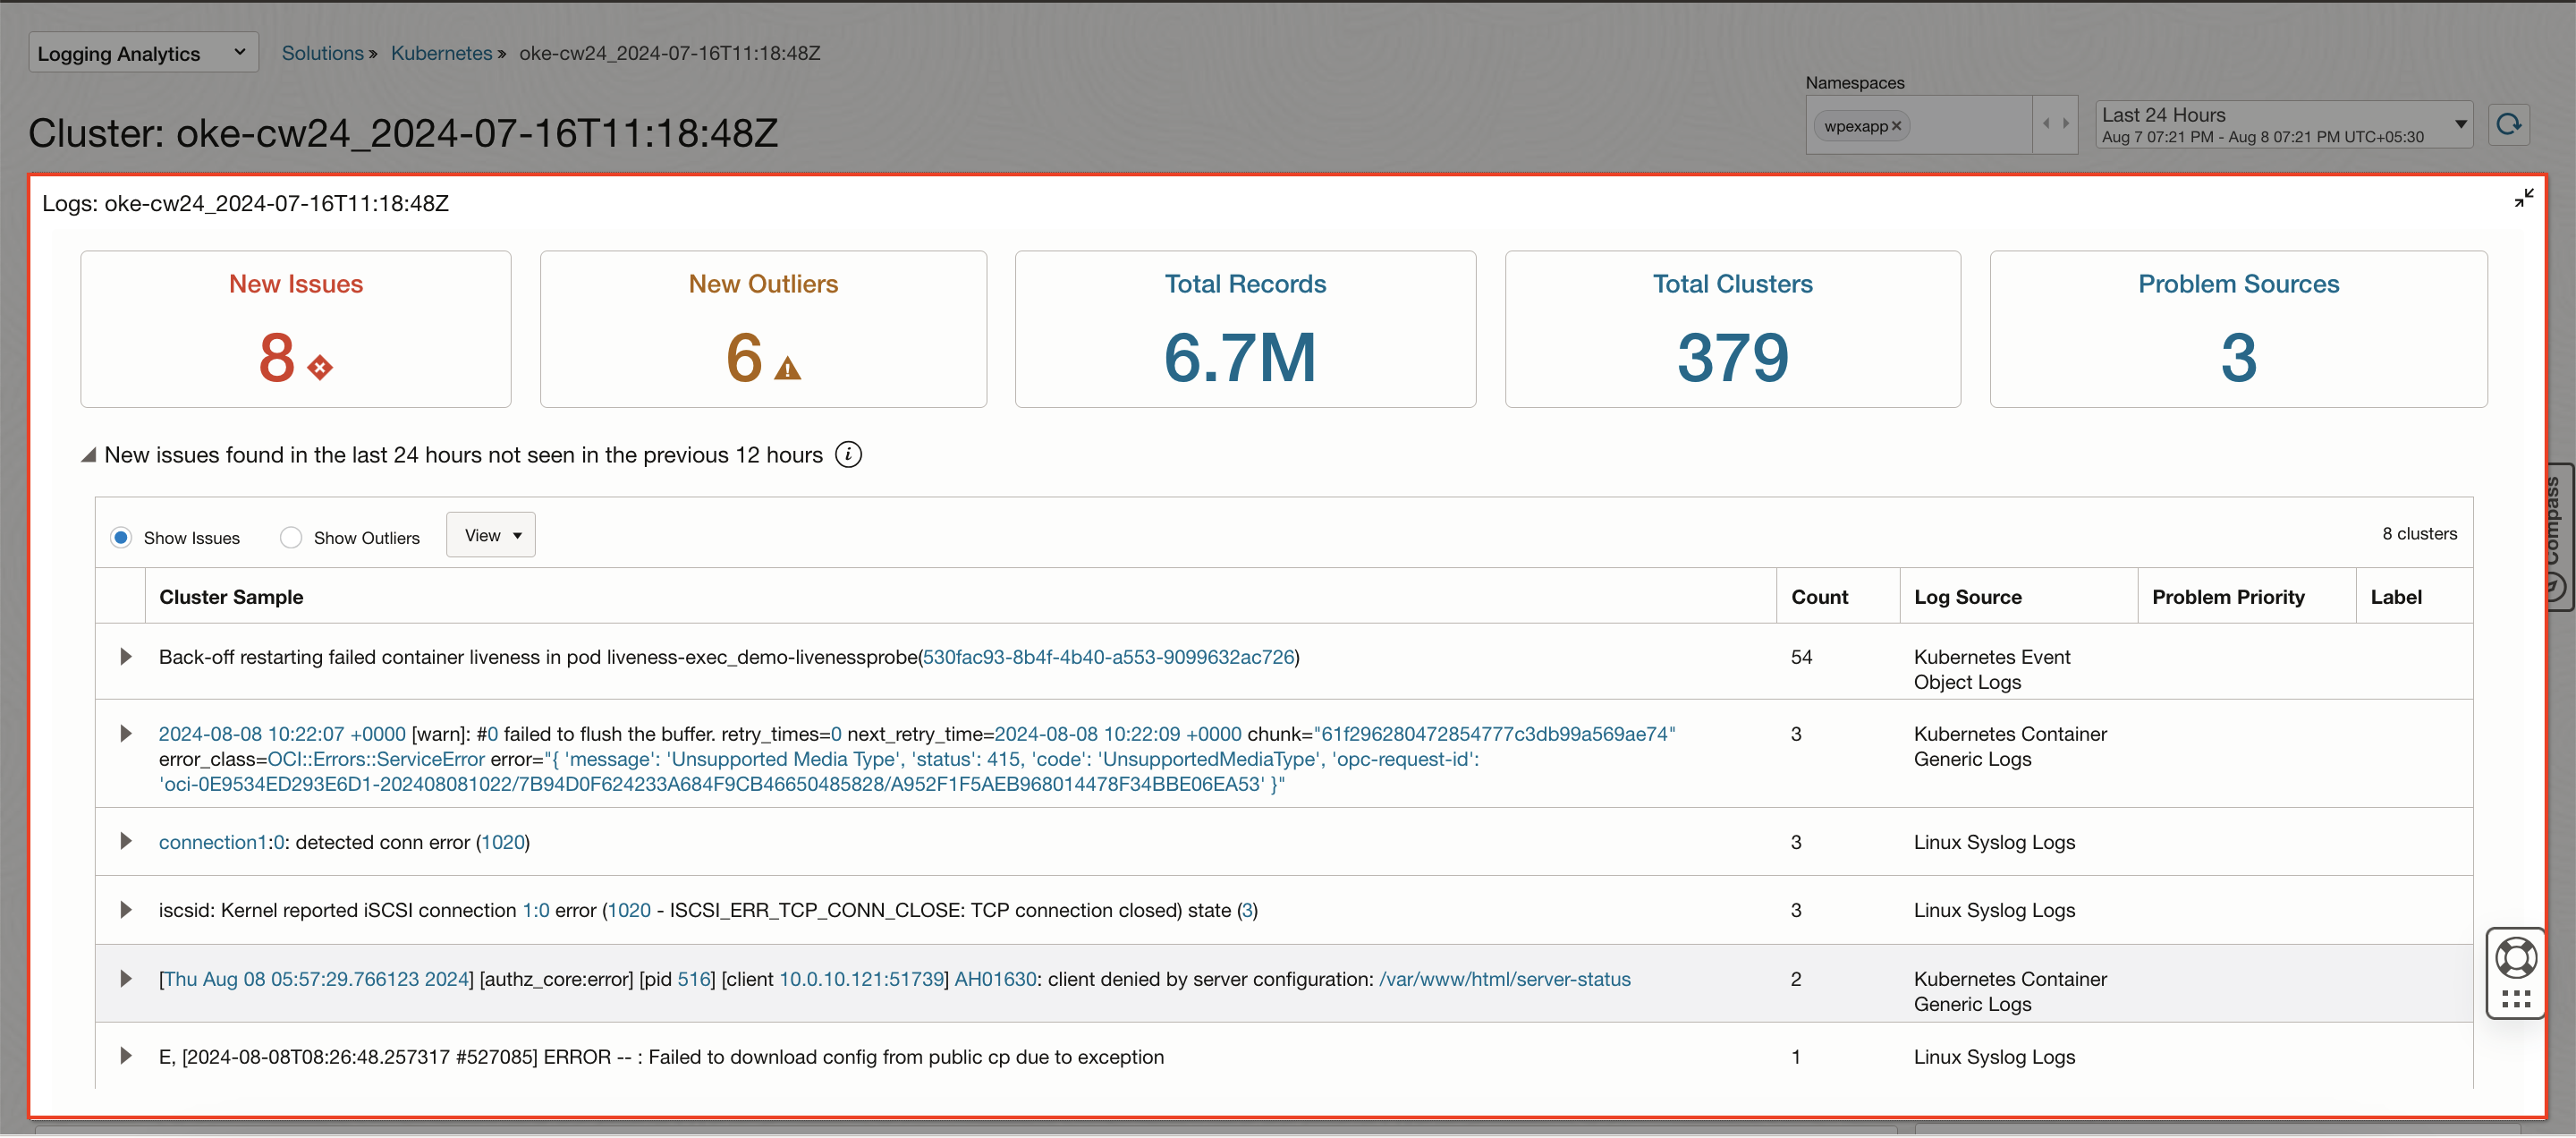 Logging Analytics
Solutions » Kubernetes » oke-cw24_2024-07-16T11:18:48Z
Namespaces
wpexapp ×
Last 24 Hours
Aug 7 07:21 PM - Aug 8 07:21 PM UTC+05:30
Cluster: oke-cw24_2024-07-16T11:18:48Z
Logs: oke-cw24_2024-07-16T11:18:48Z
New Issues
8
New Outliers
6
Total Records
6.7M
Total Clusters
379
Problem Sources
3
New issues found in the last 24 hours not seen in the previous 12 hours
Compass
Show Issues
Show Outliers
View
8 clusters
Cluster Sample
Count
Log Source
Problem Priority
Label
Back-off restarting failed container liveness in pod liveness-exec_demo-livenessprobe(530fac93-8b4f-4b40-a553-9099632ac726)
54
Kubernetes Event
Object Logs
2024-08-08 10:22:07 +0000 [warn]: #0 failed to flush the buffer. retry_times=0 next_retry_time=2024-08-08 10:22:09 +0000 chunk="61f296280472854777c3db99a569ae74"
error_class=OCI::Errors::ServiceError error="{ 'message': 'Unsupported Media Type', 'status': 415, 'code': 'UnsupportedMediaType', 'opc-request-id':
'oci-0E9534ED293E6D1-202408081022/7B94D0F624233A684F9CB46650485828/A952F1F5AEB968014478F34BBE06EA53' }"
3
Kubernetes Container
Generic Logs
connection1:0: detected conn error (1020)
3
Linux Syslog Logs
iscsid: Kernel reported iSCSI connection 1:0 error (1020 - ISCSI_ERR_TCP_CONN_CLOSE: TCP connection closed) state (3)
3
Linux Syslog Logs
[Thu Aug 08 05:57:29.766123 2024] [authz_core:error] [pid 516] [client 10.0.10.121:51739] AH01630: client denied by server configuration: /var/www/html/server-status
2
Kubernetes Container
Generic Logs
E, [2024-08-08T08:26:48.257317 #527085] ERROR -- : Failed to download config from public cp due to exception
1
Linux Syslog Logs